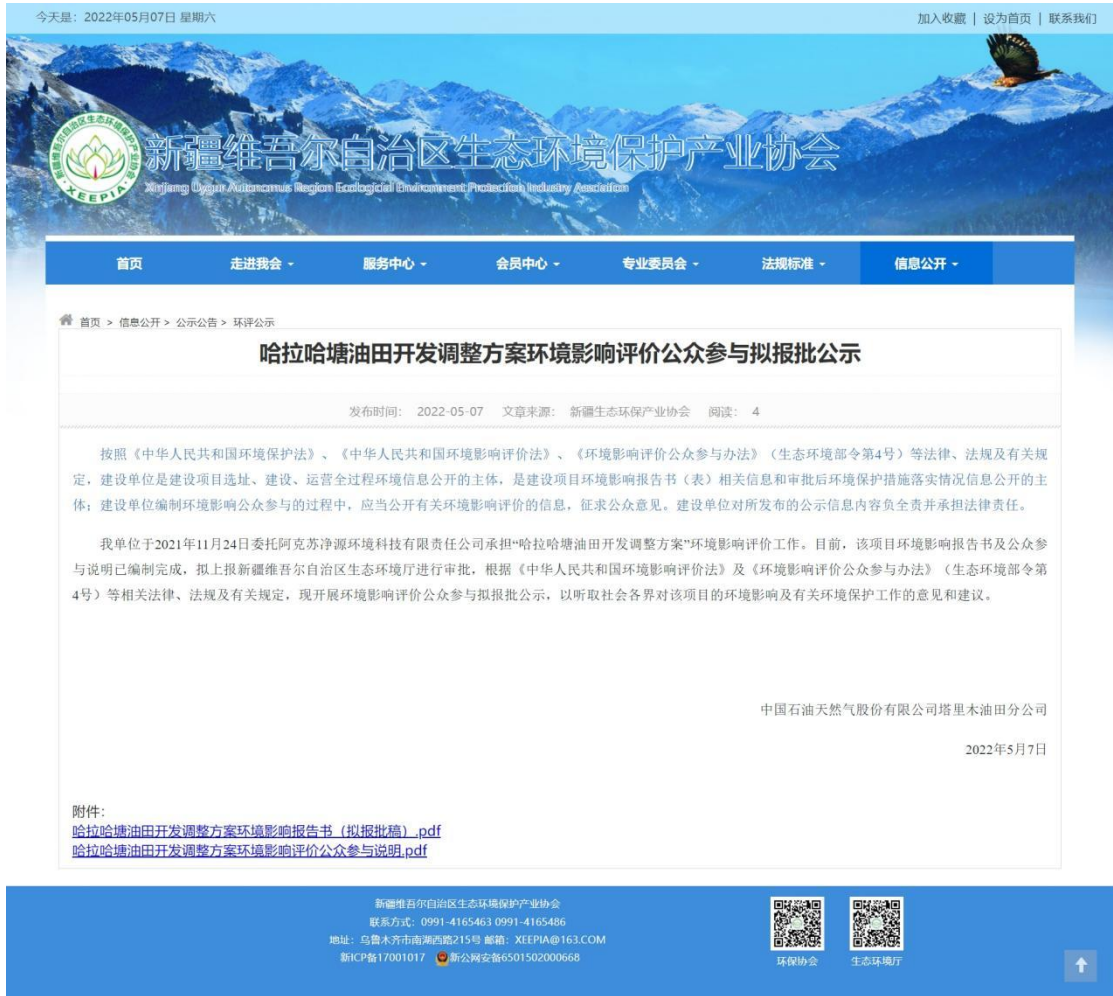 今天是：2022年05月07日 星期六
加入收藏 | 设为首页 | 联系我们
新疆维吾尔自治区生态环境保护产业协会
Xinjiang Uygur Autonomus Region Ecological Environment Protection Industry
XEEPIA
首页 走进我会 服务中心 会员中心 专业委员会 法规标准 信息公开
首页 > 信息公开 > 公示公告 > 环评公示
哈拉哈塘油田开发调整方案环境影响评价公众参与拟报批公示
发布时间： 2022-05-07 文章来源： 新疆生态环保产业协会 阅读： 4
按照《中华人民共和国环境保护法》、《中华人民共和国环境影响评价法》、《环境影响评价公众参与办法》（生态环境部令第4号）等法律、法规及有关规
定，建设单位是建设项目选址、建设、运营全过程环境信息公开的主体，是建设项目环境影响报告书（表）相关信息和审批后环境保护措施落实情况信息公开的主
体；建设单位编制环境影响公众参与的过程中，应当公开有关环境影响评价的信息，征求公众意见。建设单位对所发布的公示信息内容负全责并承担法律责任。
我单位于2021年11月24日委托阿克苏净源环境科技有限责任公司承担“哈拉哈塘油田开发调整方案”环境影响评价工作。目前，该项目环境影响报告书及公众参
与说明已编制完成，拟上报新疆维吾尔自治区生态环境厅进行审批，根据《中华人民共和国环境影响评价法》及《环境影响评价公众参与办法》（生态环境部令第
4号）等相关法律、法规及有关规定，现开展环境影响评价公众参与拟报批公示，以听取社会各界对该项目的环境影响及有关环境保护工作的意见和建议。
中国石油天然气股份有限公司塔里木油田分公司
2022年5月7日
附件：
哈拉哈塘油田开发调整方案环境影响报告书（拟报批稿）.pdf
哈拉哈塘油田开发调整方案环境影响评价公众参与说明.pdf
新疆维吾尔自治区生态环境保护产业协会
联系方式：0991-4165463 0991-4165486
地址：乌鲁木齐市南湖西路215号 邮箱：XEEPIA@163.COM
新ICP备17001017 新公网安备6501502000668
环保协会 生态环境厅